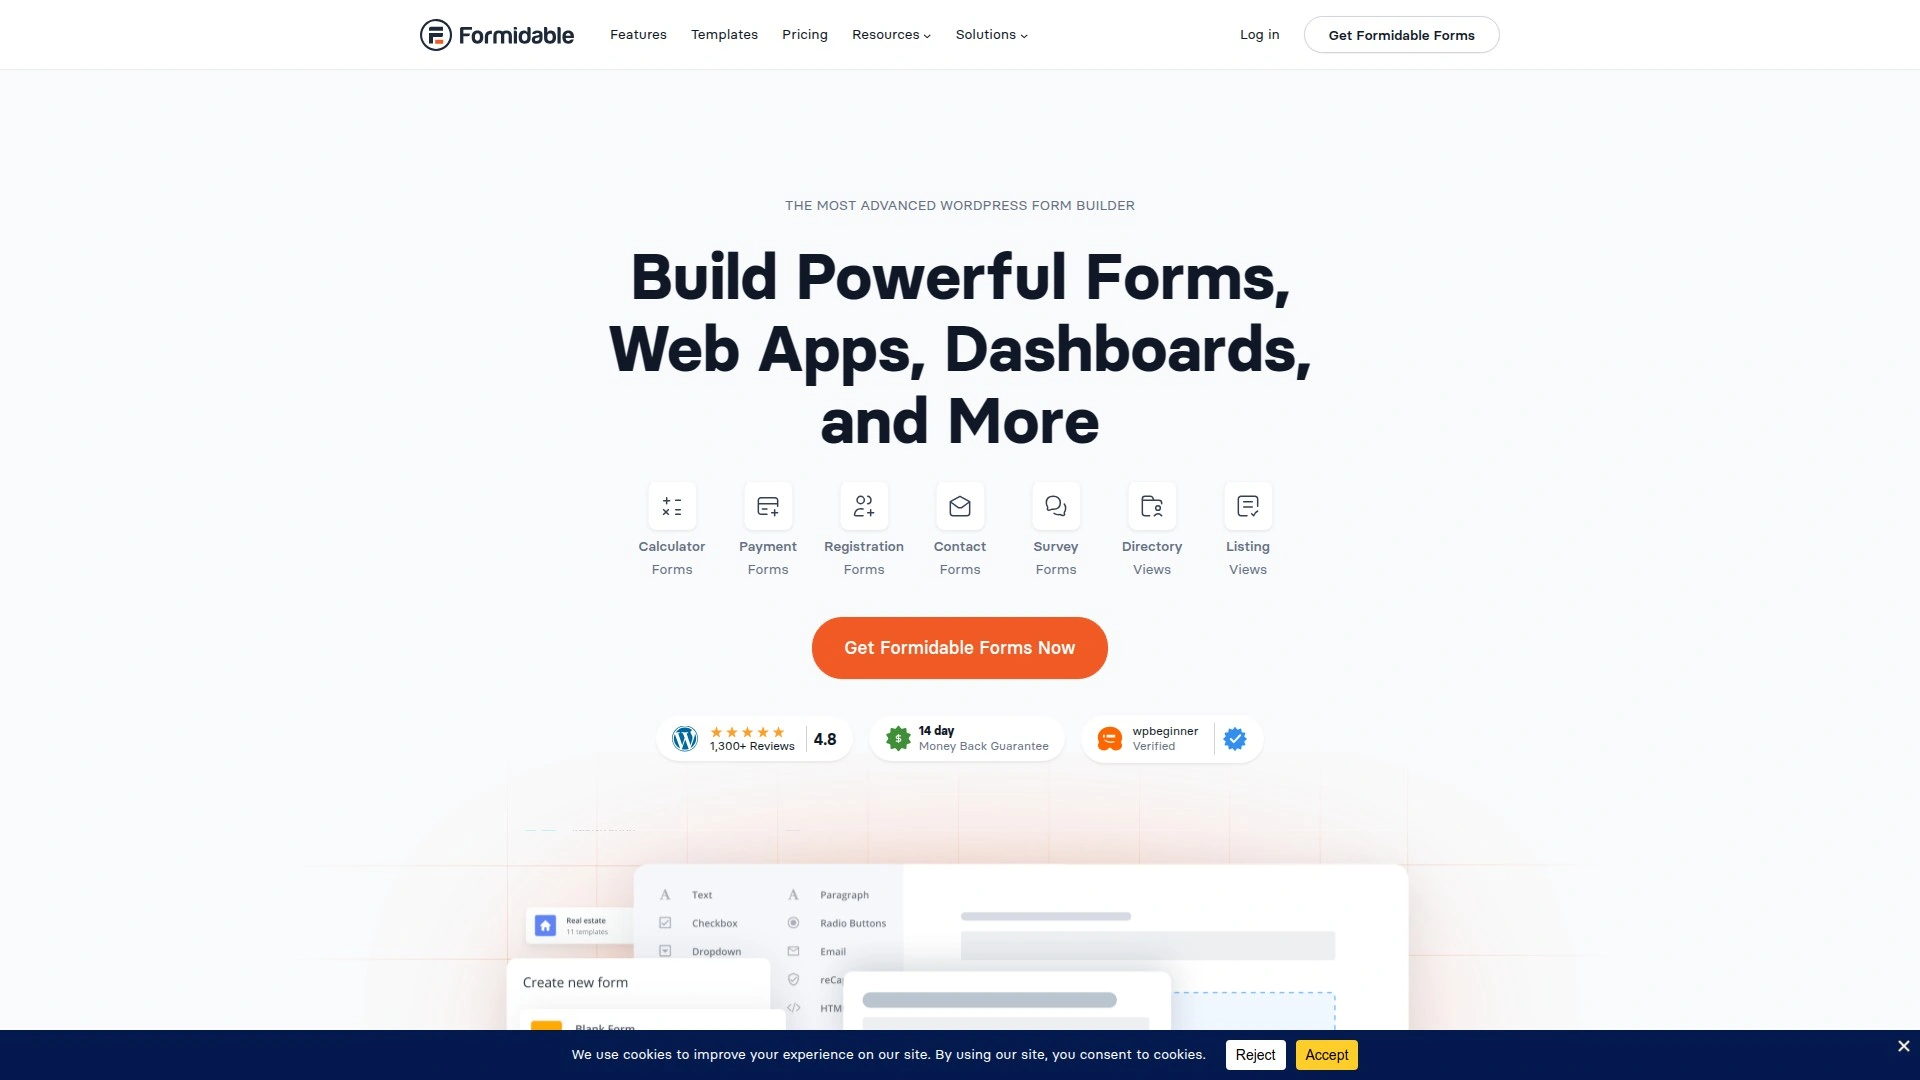 Formidable
Features
Templates
Pricing
Resources
Solutions
Log in
Get Formidable Forms
THE MOST ADVANCED WORDPRESS FORM BUILDER
Build Powerful Forms,
Web Apps, Dashboards,
and More
Calculator
Forms
Payment
Forms
Registration
Forms
Contact
Forms
Survey
Forms
Directory
Views
Listing
Views
Get Formidable Forms Now
1,300+ Reviews
4.8
14 day
Money Back Guarantee
wpbeginner
Verified
Text
Paragraph
Checkbox
Radio Buttons
Dropdown
Email
Real estate
11 templates
Create new form
reCa
HTM
Blank Form
We use cookies to improve your experience on our site. By using our site, you consent to cookies.
Reject
Accept